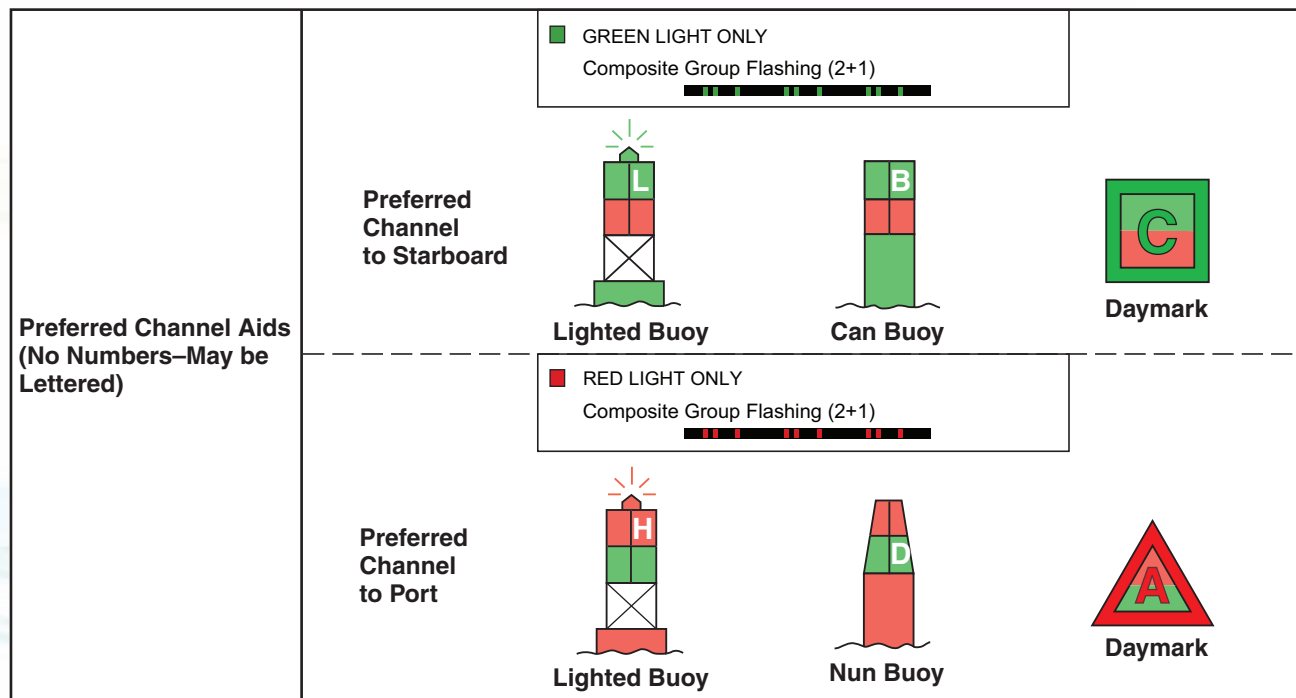 GREEN LIGHT ONLY
Composite Group Flashing (2+1)
Preferred
Channel
to Starboard
L
B
C
Lighted Buoy
Can Buoy
Daymark
Preferred Channel Aids
(No Numbers–May be
Lettered)
RED LIGHT ONLY
Composite Group Flashing (2+1)
Preferred
Channel
to Port
H
D
A
Lighted Buoy
Nun Buoy
Daymark